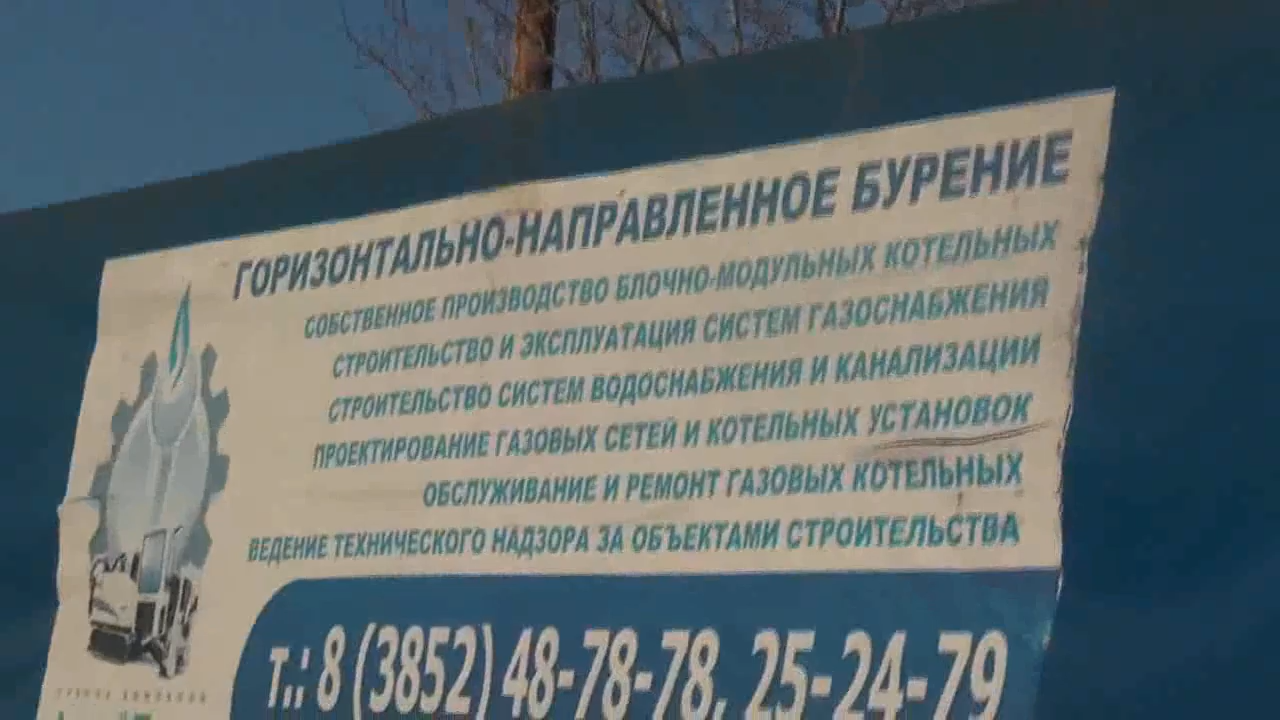 ГОРИЗОНТАЛЬНО-НАПРАВЛЕННОЕ БУРЕНИЕ
СОБСТВЕННОЕ ПРОИЗВОДСТВО БЛОЧНО-МОДУЛЬНЫХ КОТЕЛЬНЫХ
СТРОИТЕЛЬСТВО И ЭКСПЛУАТАЦИЯ СИСТЕМ ГАЗОСНАБЖЕНИЯ
СТРОИТЕЛЬСТВО СИСТЕМ ВОДОСНАБЖЕНИЯ И КАНАЛИЗАЦИИ
ПРОЕКТИРОВАНИЕ ГАЗОВЫХ СЕТЕЙ И КОТЕЛЬНЫХ УСТАНОВОК
ОБСЛУЖИВАНИЕ И РЕМОНТ ГАЗОВЫХ КОТЕЛЬНЫХ
ВЕДЕНИЕ ТЕХНИЧЕСКОГО НАДЗОРА ЗА ОБЪЕКТАМИ СТРОИТЕЛЬСТВА
т.: 8 (3852) 48-78-78, 25-24-79
ГРУППА КОМПАНИЙ